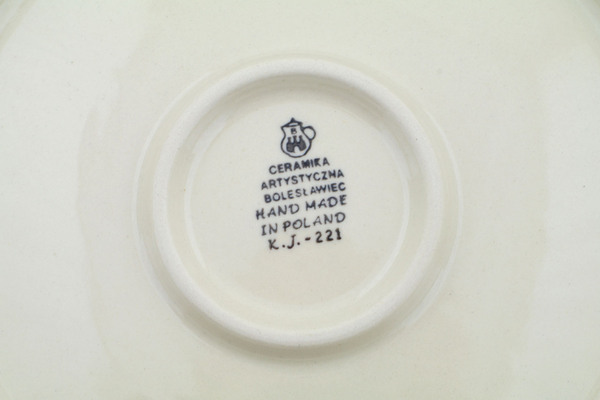 B
CERAMIKA
ARTYSTYCZNA
BOLESŁAWIEC
HAND MADE
IN POLAND
K.J.-221